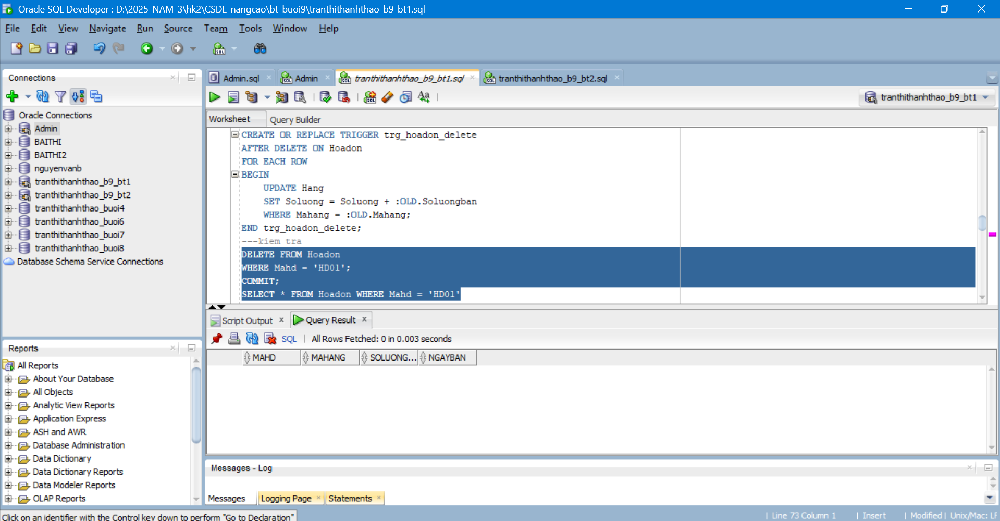 Oracle SQL Developer : D:\2025_NAM_3\hk2\CSDL_nangcao\bt_buoi9\tranthithanhthao_b9_bt1.sql
File Edit View Navigate Run Source Team Tools Window Help
SQL
Connections
Oracle Connections
Admin
BAITHI
BAITHI2
nguyenvanb
tranthithanhthao_b9_bt1
tranthithanhthao_b9_bt2
tranthithanhthao_buoi4
tranthithanhthao_buoi6
tranthithanhthao_buoi7
tranthithanhthao_buoi8
Database Schema Service Connections
Reports
All Reports
About Your Database
All Objects
Analytic View Reports
Application Express
ASH and AWR
Database Administration
Data Dictionary
Data Dictionary Reports
Data Modeler Reports
OLAP Reports
Admin.sql
SQL Admin
SQL tranthithanhthao_b9_bt1.sql
SQL tranthithanhthao_b9_bt2.sql
SQL Aa
tranthithanhthao_b9_bt1
Worksheet Query Builder
CREATE OR REPLACE TRIGGER trg_hoadon_delete
AFTER DELETE ON Hoadon
FOR EACH ROW
BEGIN
UPDATE Hang
SET Soluong = Soluong + :OLD.Soluongban
WHERE Mahang = :OLD.Mahang;
END trg_hoadon_delete;
---kiem tra
DELETE FROM Hoadon
WHERE Mahd = 'HD01';
COMMIT;
SELECT * FROM Hoadon WHERE Mahd = 'HD01'
Script Output Query Result
SQL All Rows Fetched: 0 in 0.003 seconds
MAHD MAHANG SOLUONG... NGAYBAN
Messages - Log
Messages Logging Page Statements
Click on an identifier with the Control key down to perform "Go to Declaration"
Line 73 Column 1 Insert Modified Unix/Mac: LF